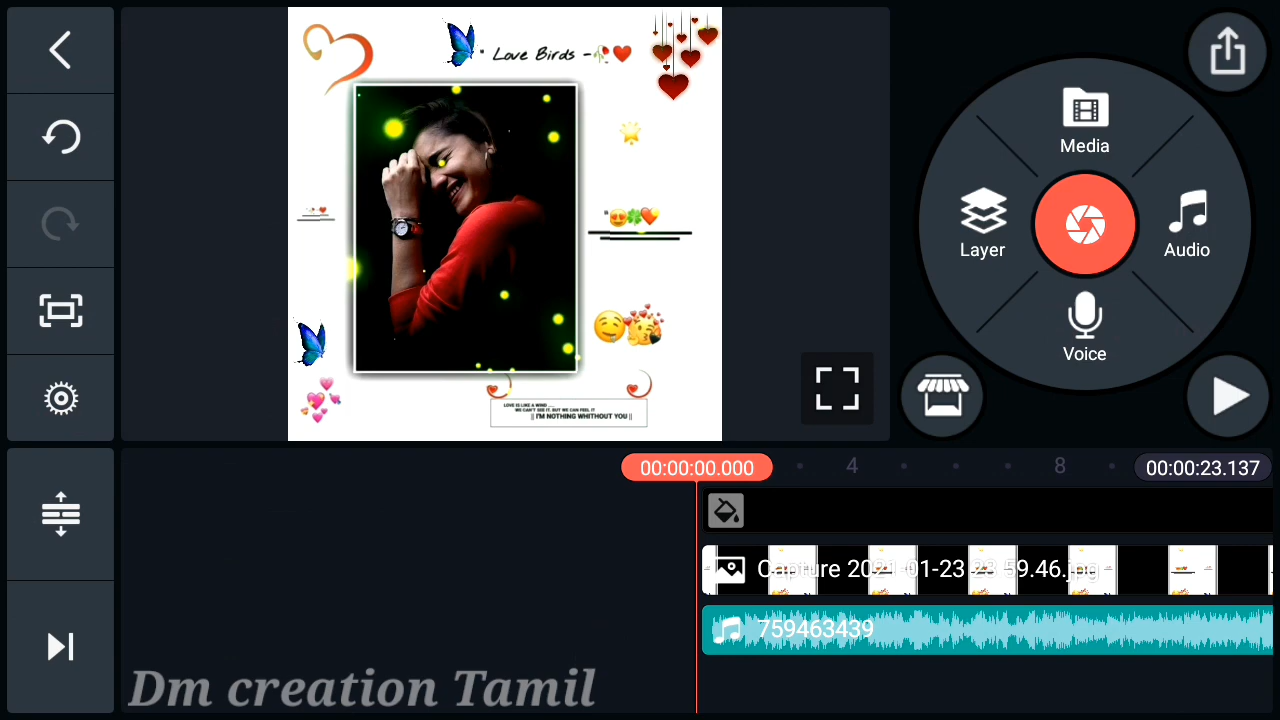 " Love Birds -
LOVE IS LIKE A WIND ....
WE CAN'T SEE IT. BUT WE CAN FEEL IT
|| I'M NOTHING WHITHOUT YOU ||
Media
Layer
Audio
Voice
00:00:00.000
4
8
00:00:23.137
Capture 2021-01-23 23 59.46.jpg
759463439
Dm creation Tamil